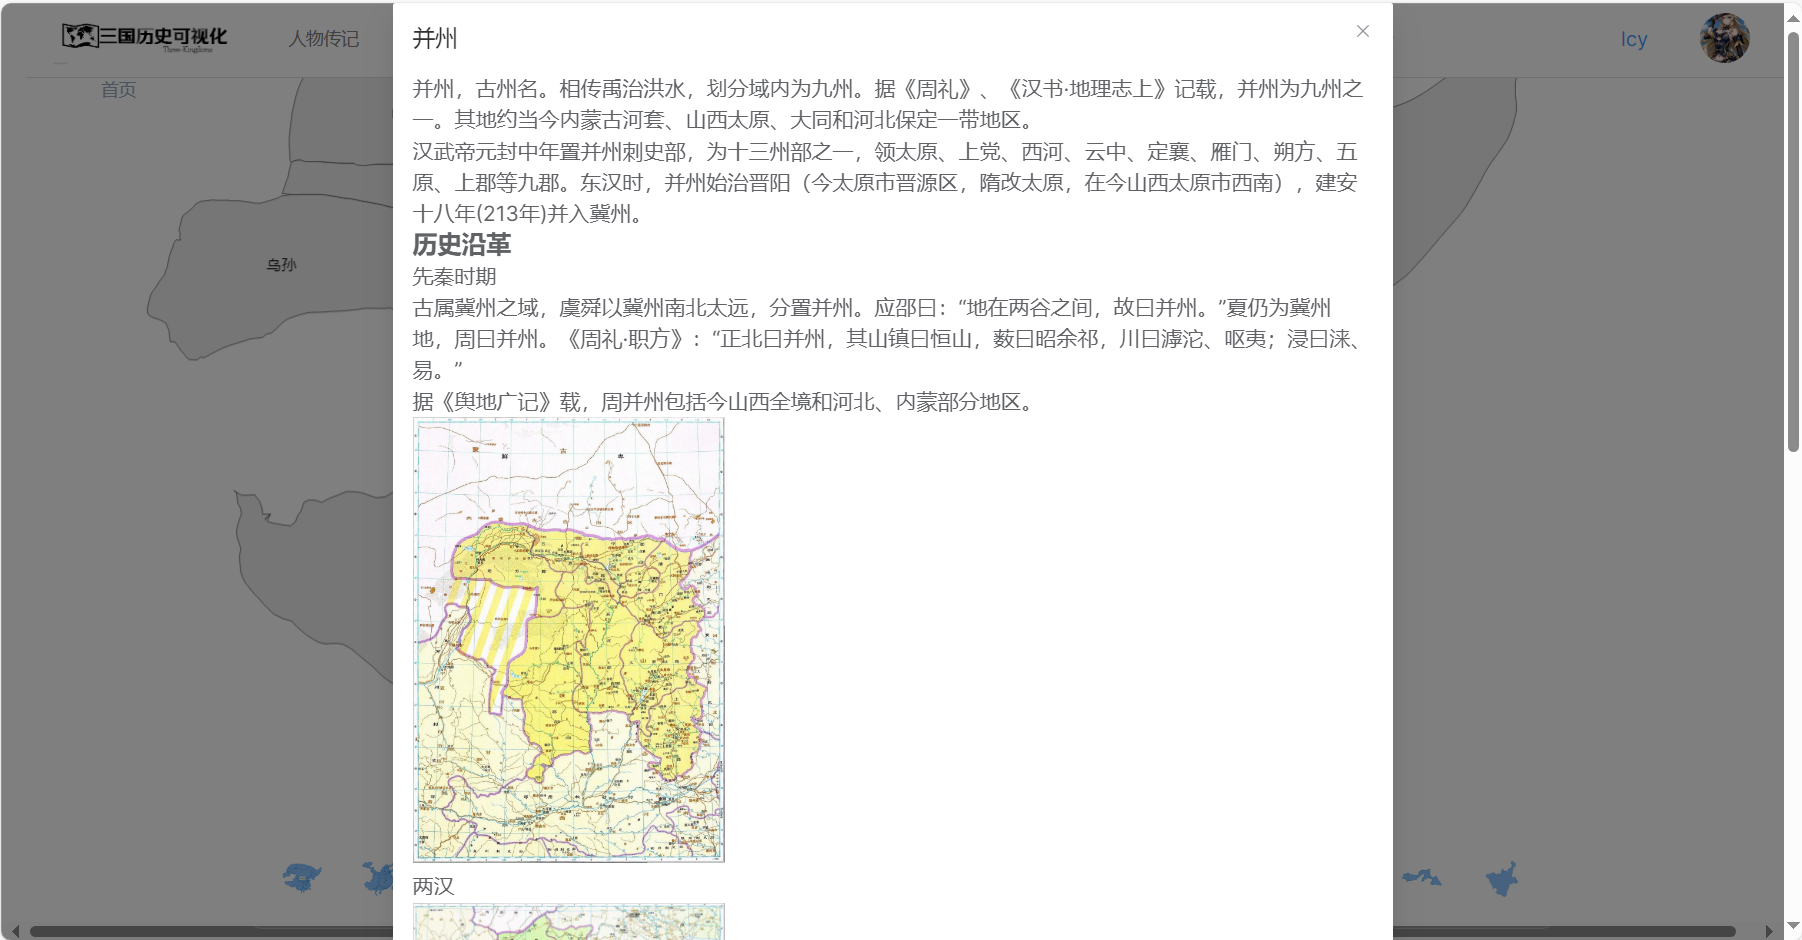 三国历史可视化
Three-Kingdoms
人物传记
Icy
首页
乌孙
并州
并州，古州名。相传禹治洪水，划分域内为九州。据《周礼》、《汉书·地理志上》记载，并州为九州之
一。其地约当今内蒙古河套、山西太原、大同和河北保定一带地区。
汉武帝元封中年置并州刺史部，为十三州部之一，领太原、上党、西河、云中、定襄、雁门、朔方、五
原、上郡等九郡。东汉时，并州始治晋阳（今太原市晋源区，隋改太原，在今山西太原市西南），建安
十八年(213年)并入冀州。
历史沿革
先秦时期
古属冀州之域，虞舜以冀州南北太远，分置并州。应邵曰：“地在两谷之间，故曰并州。”夏仍为冀州
地，周曰并州。《周礼·职方》：“正北曰并州，其山镇曰恒山，薮曰昭余祁，川曰滹沱、呕夷；浸曰涞、
易。”
据《舆地广记》载，周并州包括今山西全境和河北、内蒙部分地区。
两汉